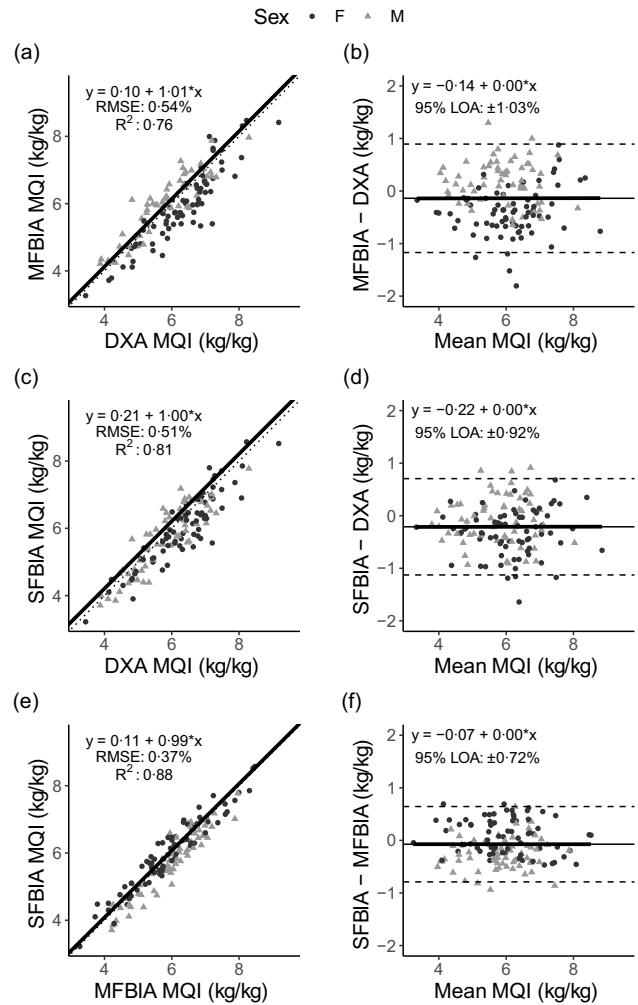 Sex F M
(a)
y = 0·10 + 1·01*x
RMSE: 0·54%
R²: 0·76
8
6
4
4 6 8
MFBIA MQI (kg/kg)
DXA MQI (kg/kg)
(b)
y = −0·14 + 0·00*x
95% LOA: ±1·03%
2
1
0
−1
−2
4 6 8
MFBIA − DXA (kg/kg)
Mean MQI (kg/kg)
(c)
y = 0·21 + 1·00*x
RMSE: 0·51%
R²: 0·81
8
6
4
4 6 8
SFBIA MQI (kg/kg)
DXA MQI (kg/kg)
(d)
y = −0·22 + 0·00*x
95% LOA: ±0·92%
2
1
0
−1
−2
4 6 8
SFBIA − DXA (kg/kg)
Mean MQI (kg/kg)
(e)
y = 0·11 + 0·99*x
RMSE: 0·37%
R²: 0·88
8
6
4
4 6 8
SFBIA MQI (kg/kg)
MFBIA MQI (kg/kg)
(f)
y = −0·07 + 0·00*x
95% LOA: ±0·72%
2
1
0
−1
−2
4 6 8
SFBIA − MFBIA (kg/kg)
Mean MQI (kg/kg)